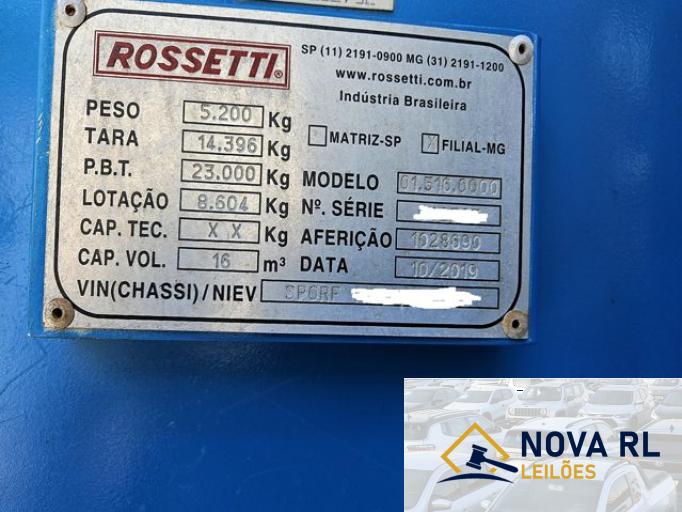 ROSSETTI®
SP (11) 2191-0900 MG (31) 2191-1200
www.rossetti.com.br
Indústria Brasileira
PESO 5.200 Kg
TARA 14.396 Kg
MATRIZ-SP X FILIAL-MG
P.B.T. 23.000 Kg
MODELO 01.516.0000
LOTAÇÃO 8.604 Kg
Nº. SÉRIE
CAP. TEC. X X Kg
AFERIÇÃO 1628690
CAP. VOL. 16 m³
DATA 10/2019
VIN(CHASSI)/NIEV SPGRF
NOVA RL
LEILÕES